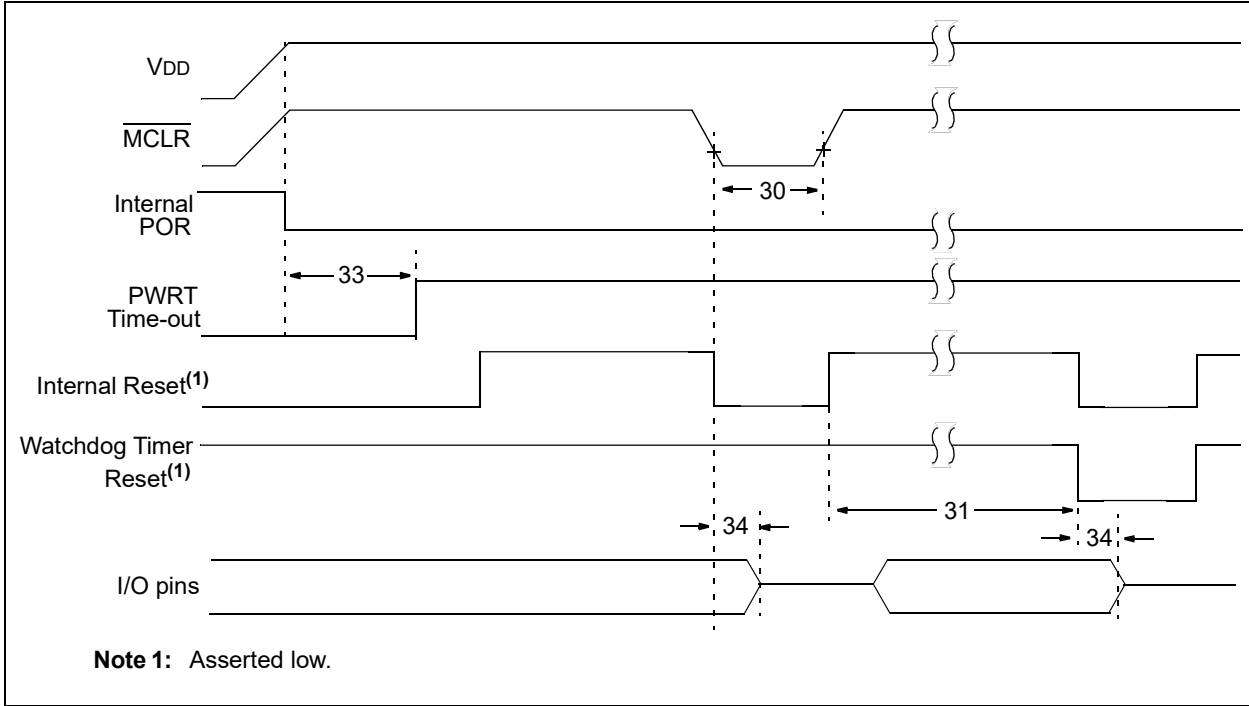 VDD
MCLR
30
Internal
POR
33
PWRT
Time-out
Internal Reset(1)
Watchdog Timer
Reset(1)
31
34
34
I/O pins
Note 1: Asserted low.